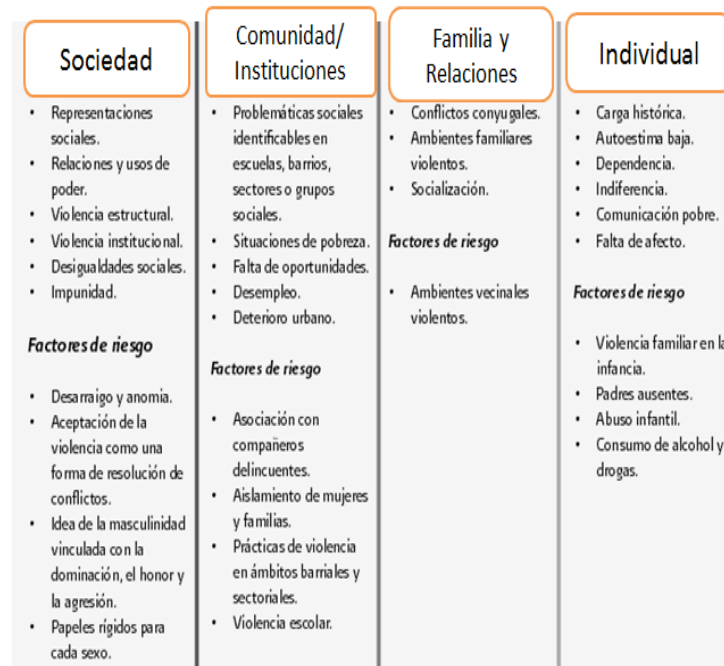 Sociedad
• Representaciones
sociales.
• Relaciones y usos de
poder.
• Violencia estructural.
• Violencia institucional.
• Desigualdades sociales.
• Impunidad.
Factores de riesgo
• Desarraigo y anomia.
• Aceptación de la
violencia como una
forma de resolución de
conflictos.
• Idea de la masculinidad
vinculada con la
dominación, el honor y
la agresión.
• Papeles rígidos para
cada sexo.
Comunidad/
Instituciones
• Problemáticas sociales
identificables en
escuelas, barrios,
sectores o grupos
sociales.
• Situaciones de pobreza.
• Falta de oportunidades.
• Desempleo.
• Deterioro urbano.
Factores de riesgo
• Asociación con
compañeros
delincuentes.
• Aislamiento de mujeres
y familias.
• Prácticas de violencia
en ámbitos barriales y
sectoriales.
• Violencia escolar.
Familia y
Relaciones
• Conflictos conyugales.
• Ambientes familiares
violentos.
• Socialización.
Factores de riesgo
• Ambientes vecinales
violentos.
Individual
• Carga histórica.
• Autoestima baja.
• Dependencia.
• Indiferencia.
• Comunicación pobre.
• Falta de afecto.
Factores de riesgo
• Violencia familiar en la
infancia.
• Padres ausentes.
• Abuso infantil.
• Consumo de alcohol y
drogas.